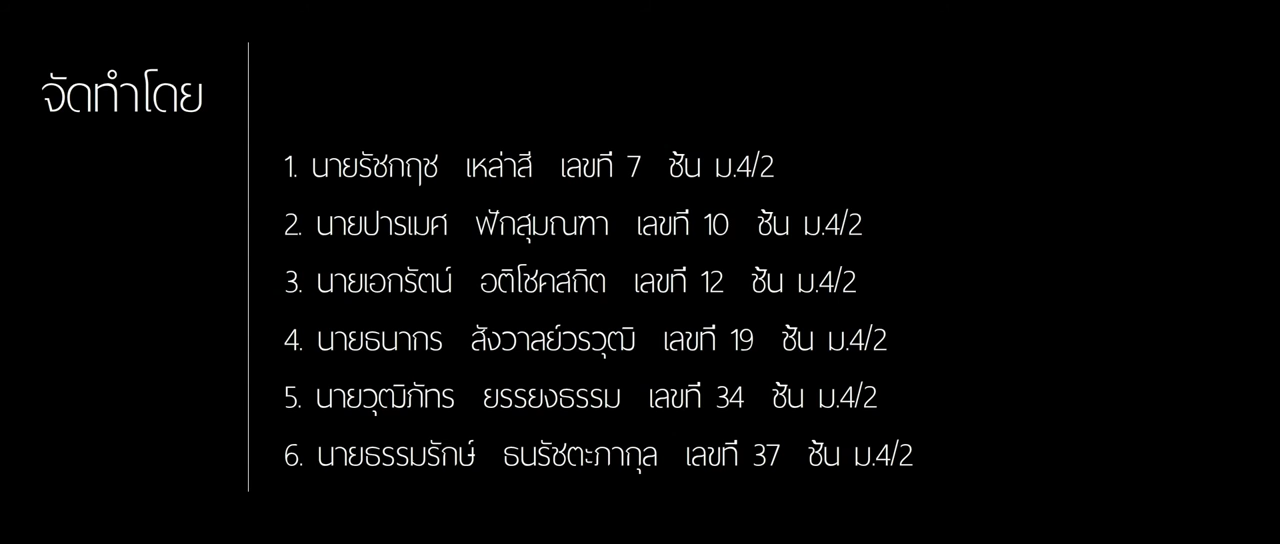 จัดทำโดย
1. นายรัชกฤช เหล่าสี เลขที่ 7 ชั้น ม.4/2
2. นายปารเมศ ฟักสุมณฑา เลขที่ 10 ชั้น ม.4/2
3. นายเอกรัตน์ อติโชคสถิต เลขที่ 12 ชั้น ม.4/2
4. นายธนากร สังวาลย์วรวุฒิ เลขที่ 19 ชั้น ม.4/2
5. นายวุฒิภัทร ยรรยงธรรม เลขที่ 34 ชั้น ม.4/2
6. นายธรรมรักษ์ ธนรัชตะภากุล เลขที่ 37 ชั้น ม.4/2